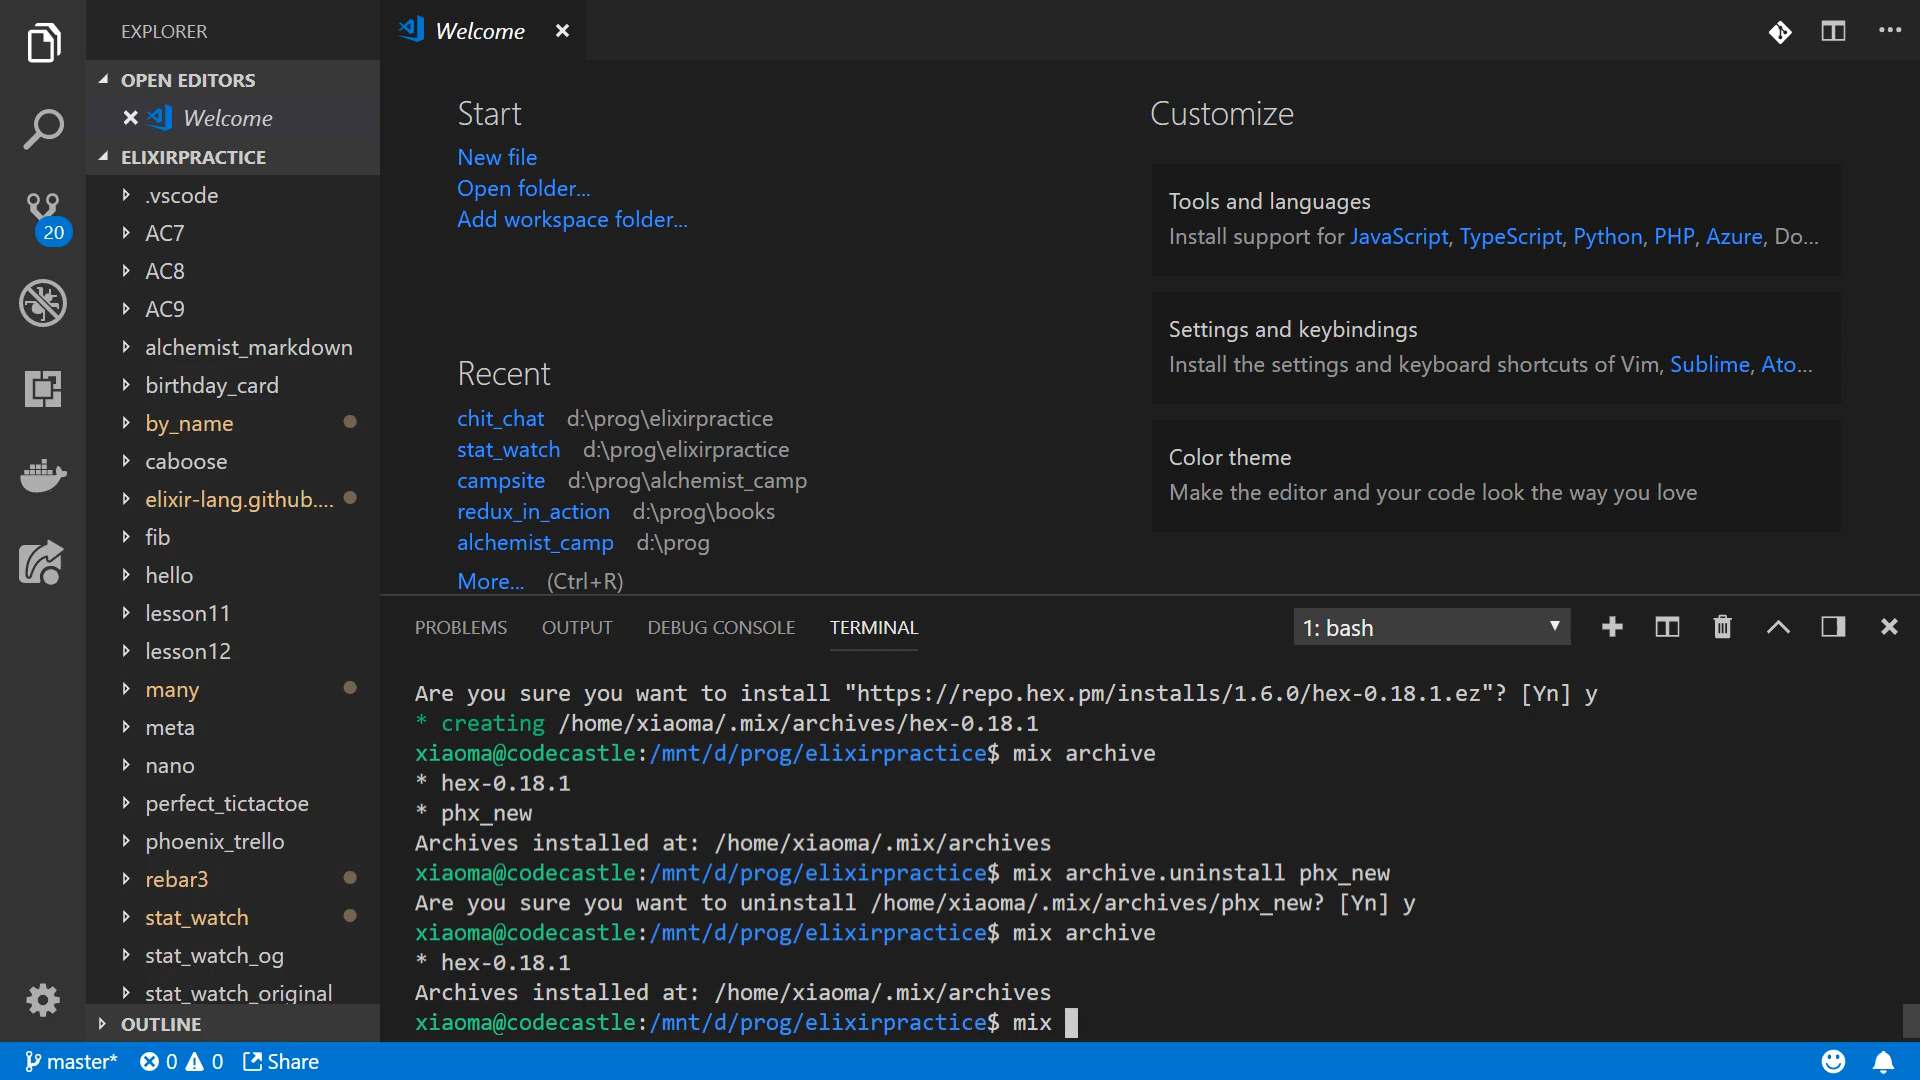 EXPLORER
OPEN EDITORS
Welcome
ELIXIRPRACTICE
.vscode
AC7
AC8
AC9
alchemist_markdown
birthday_card
by_name
caboose
elixir-lang.github....
fib
hello
lesson11
lesson12
many
meta
nano
perfect_tictactoe
phoenix_trello
rebar3
stat_watch
stat_watch_og
stat_watch_original
OUTLINE
20
Welcome
Start
New file
Open folder...
Add workspace folder...
Recent
chit_chat d:\prog\elixirpractice
stat_watch d:\prog\elixirpractice
campsite d:\prog\alchemist_camp
redux_in_action d:\prog\books
alchemist_camp d:\prog
More... (Ctrl+R)
Customize
Tools and languages
Install support for JavaScript, TypeScript, Python, PHP, Azure, Do...
Settings and keybindings
Install the settings and keyboard shortcuts of Vim, Sublime, Ato...
Color theme
Make the editor and your code look the way you love
PROBLEMS OUTPUT DEBUG CONSOLE TERMINAL
1: bash
Are you sure you want to install "https://repo.hex.pm/installs/1.6.0/hex-0.18.1.ez"? [Yn] y
* creating /home/xiaoma/.mix/archives/hex-0.18.1
xiaoma@codecastle:/mnt/d/prog/elixirpractice$ mix archive
* hex-0.18.1
* phx_new
Archives installed at: /home/xiaoma/.mix/archives
xiaoma@codecastle:/mnt/d/prog/elixirpractice$ mix archive.uninstall phx_new
Are you sure you want to uninstall /home/xiaoma/.mix/archives/phx_new? [Yn] y
xiaoma@codecastle:/mnt/d/prog/elixirpractice$ mix archive
* hex-0.18.1
Archives installed at: /home/xiaoma/.mix/archives
xiaoma@codecastle:/mnt/d/prog/elixirpractice$ mix
master* 0 0 Share